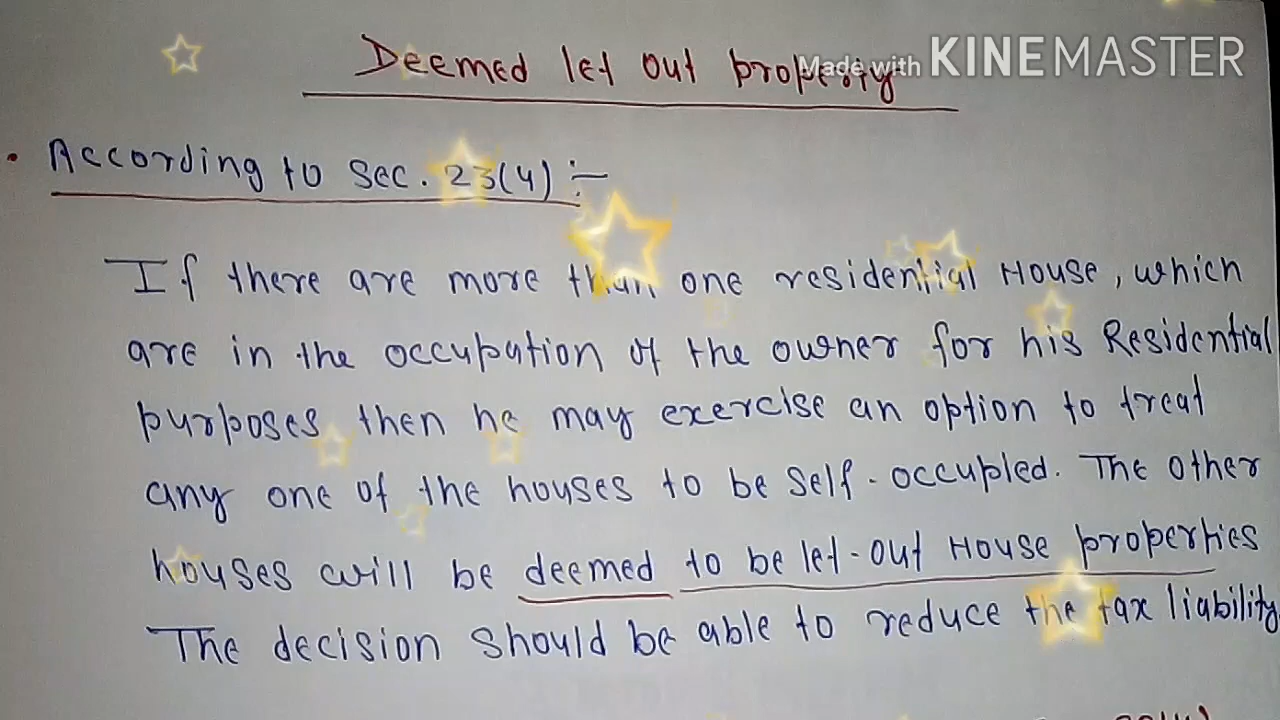 Deemed let out property
Made with KINEMASTER
• According to Sec. 23(4) :-
If there are more than one residential House, which
are in the occupation of the owner for his Residential
purposes then he may exercise an option to treat
any one of the houses to be Self-occupied. The other
houses will be deemed to be let-out House properties
The decision should be able to reduce the tax liability.